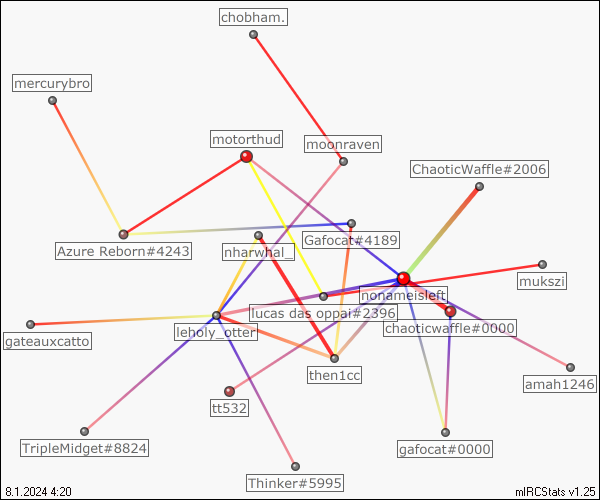 chobham.
mercurybro
motorthud
moonraven
ChaoticWaffle#2006
Azure Reborn#4243
nharwhal_
Gafocat#4189
mukszi
nonameisleft
lucas das oppai#2396
chaoticwaffle#0000
gateauxcatto
leholy_otter
then1cc
amah1246
tt532
TripleMidget#8824
gafocat#0000
Thinker#5995
8.1.2024 4:20
mIRCStats v1.25